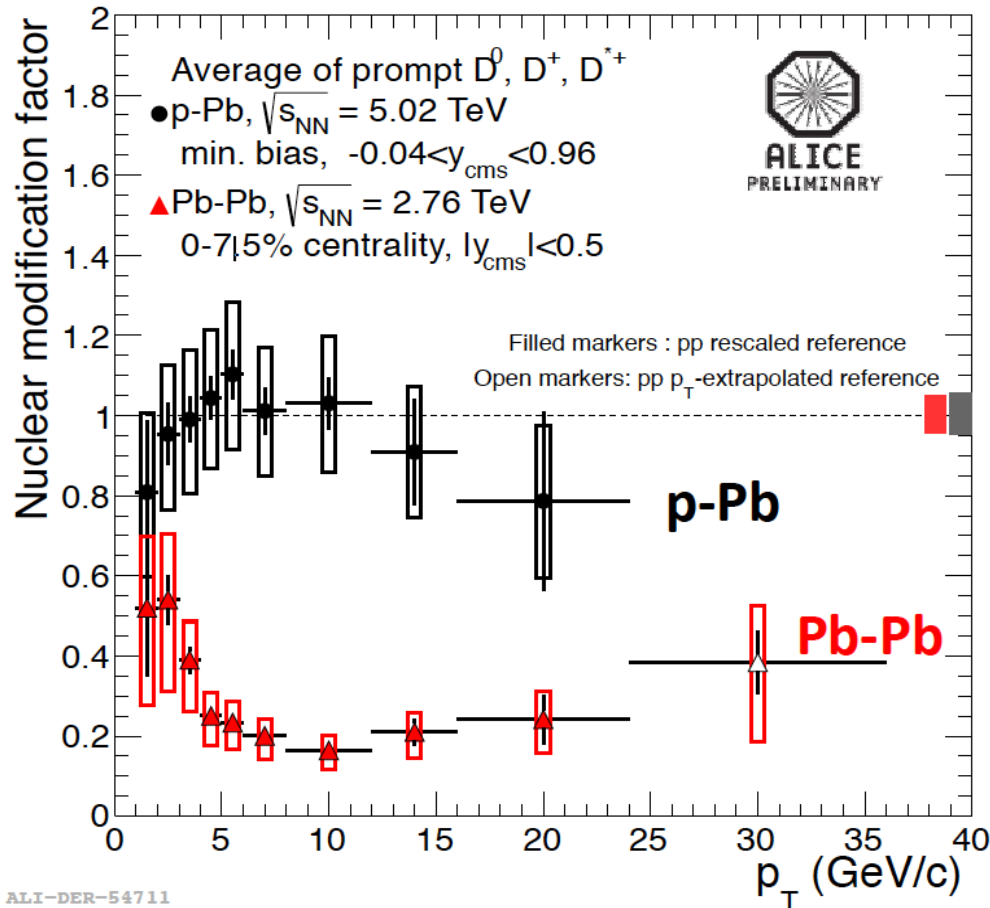 Nuclear modification factor
2
1.8
1.6
1.4
1.2
1
0.8
0.6
0.4
0.2
0
Average of prompt D⁰, D⁺, D*⁺
p-Pb, √sNN = 5.02 TeV
min. bias, -0.04<ycms<0.96
Pb-Pb, √sNN = 2.76 TeV
0-7.5% centrality, |ycms|<0.5
ALICE
PRELIMINARY
Filled markers : pp rescaled reference
Open markers: pp pT-extrapolated reference
p-Pb
Pb-Pb
0 5 10 15 20 25 30 35 40
pT (GeV/c)
ALI-DER-54711